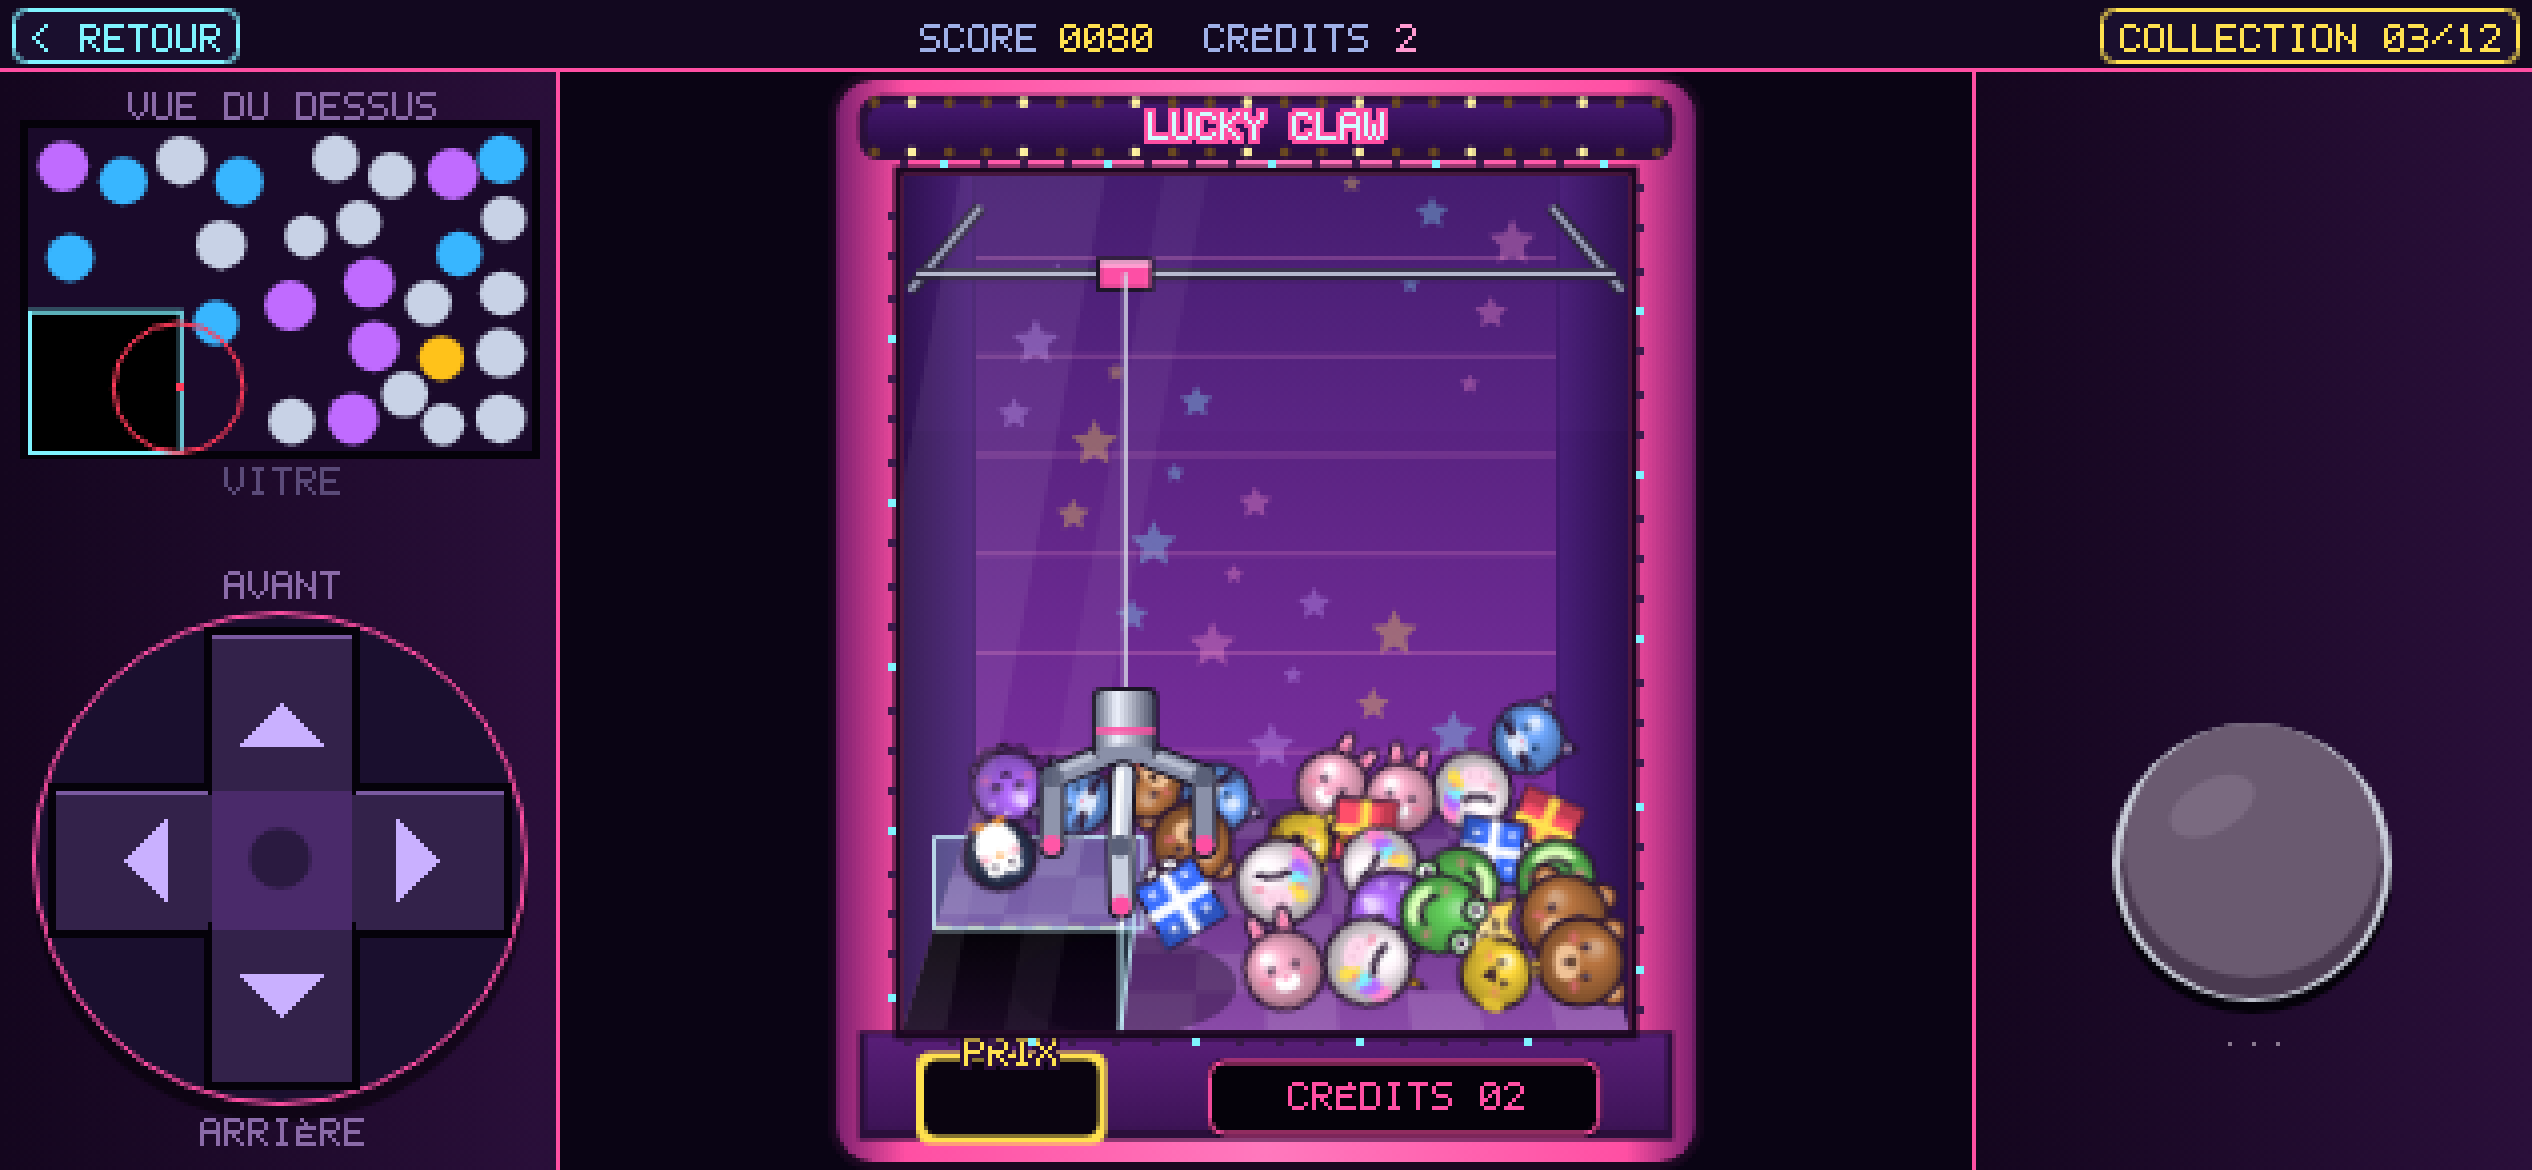 < RETOUR
SCORE 0080 CRÉDITS 2
COLLECTION 03/12
VUE DU DESSUS
LUCKY CLAW
VITRE
AVANT
ARRIÈRE
...
PRIX
CRÉDITS 02